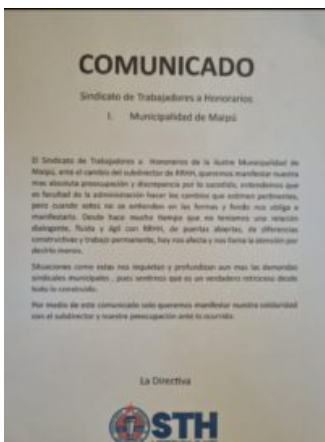 COMUNICADO
Sindicato de Trabajadores a Honorarios
I. Municipalidad de Maipú
El Sindicato de Trabajadores a Honorarios de la Ilustre Municipalidad de
Maipú, ante el cambio del subdirector de RRHH, queremos manifestar nuestra
mas absoluta preocupación y discrepancia por lo sucedido, entendemos que
es facultad de la administración hacer los cambios que estimen pertinentes,
pero cuando estos no se entienden en las formas y fondo nos obliga a
manifestarlo. Desde hace mucho tiempo que no teníamos una relación
dialogante, fluida y ágil con RRHH, de puertas abiertas, de diferencias
constructivas y trabajo permanente, hoy nos afecta y nos llama la atención por
decirlo menos.
Situaciones como estas nos inquietan y profundizan aun mas las demandas
sindicales municipales , pues sentimos que es un verdadero retroceso desde
todo lo construido.
Por medio de este comunicado solo queremos manifestar nuestra solidaridad
con el subdirector y nuestra preocupación ante lo ocurrido.
La Directiva
STH